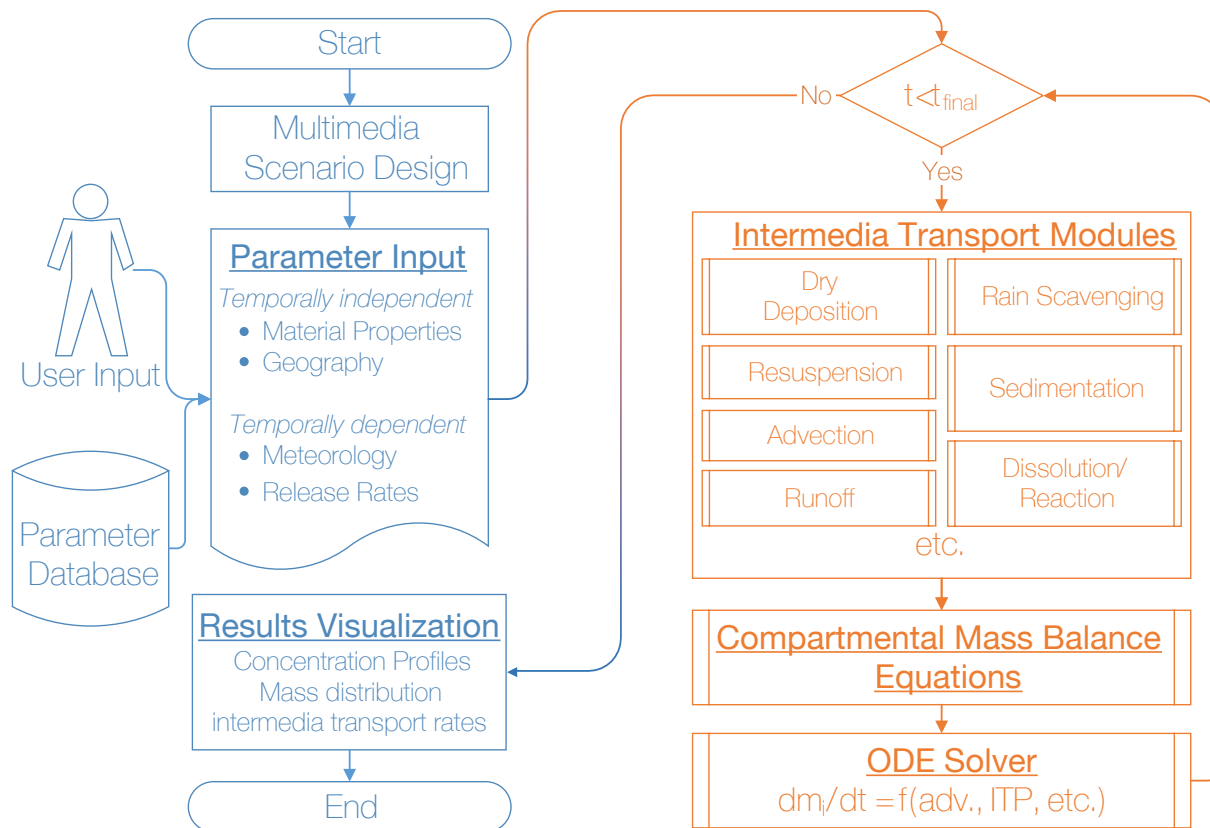 Start
Multimedia
Scenario Design
User Input
Parameter
Database
Parameter Input
Temporally independent
• Material Properties
• Geography
Temporally dependent
• Meteorology
• Release Rates
Results Visualization
Concentration Profiles
Mass distribution
intermedia transport rates
End
t<t_final
No
Yes
Intermedia Transport Modules
Dry
Deposition
Rain Scavenging
Resuspension
Sedimentation
Advection
Dissolution/
Reaction
Runoff
etc.
Compartmental Mass Balance
Equations
ODE Solver
dmᵢ/dt = f(adv., ITP, etc.)